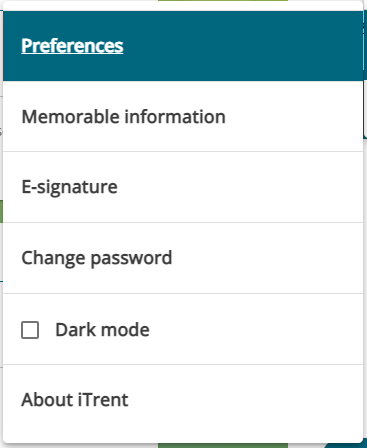 Preferences
Memorable information
E-signature
Change password
Dark mode
About iTrent